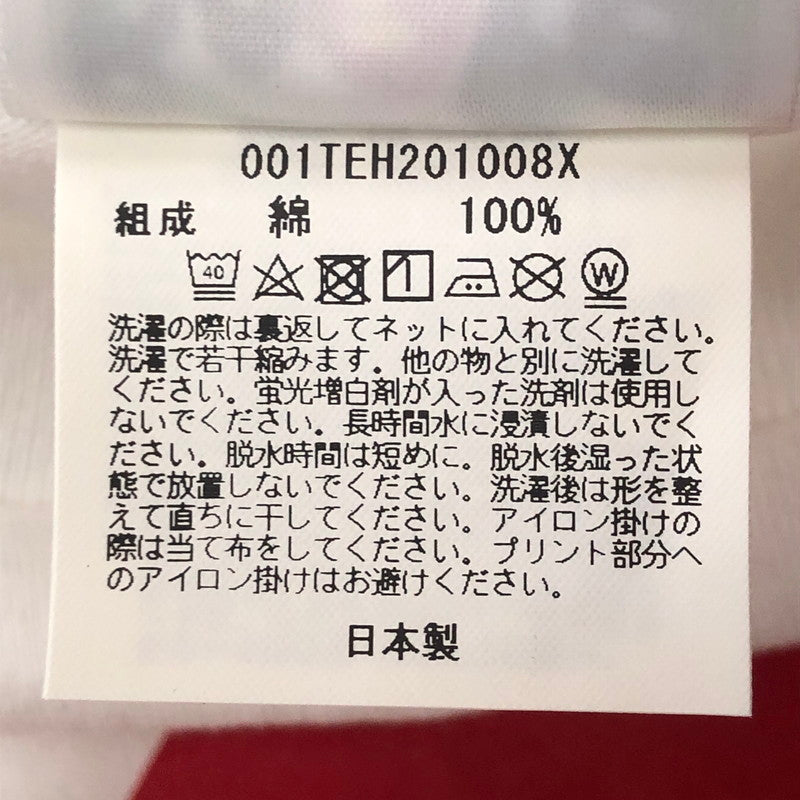 001TEH201008X
組成 綿 100%
40 W
洗濯の際は裏返してネットに入れてください。
洗濯で若干縮みます。他の物と別に洗濯して
ください。蛍光増白剤が入った洗剤は使用し
ないでください。長時間水に浸漬しないでく
ださい。脱水時間は短めに。脱水後湿った状
態で放置しないでください。洗濯後は形を整
えて直ちに干してください。アイロン掛けの
際は当て布をしてください。プリント部分へ
のアイロン掛けはお避けください。
日本製